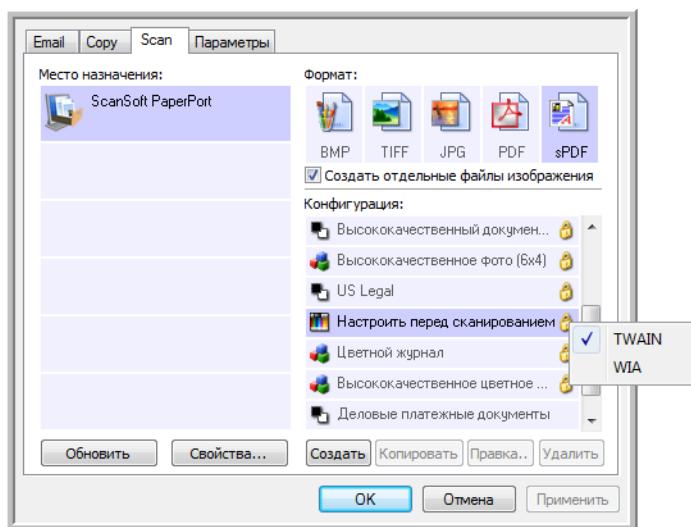 Email Copy Scan Параметры
Место назначения:
ScanSoft PaperPort
Формат:
BMP TIFF JPG PDF sPDF
Создать отдельные файлы изображения
Конфигурация:
Высококачественный докумен...
Высококачественное фото (6x4)
US Legal
Настроить перед сканированием
Цветной журнал
Высококачественное цветное ...
Деловые платежные документы
TWAIN
WIA
Обновить Свойства... Создать Копировать Правка.. Удалить
OK Отмена Применить